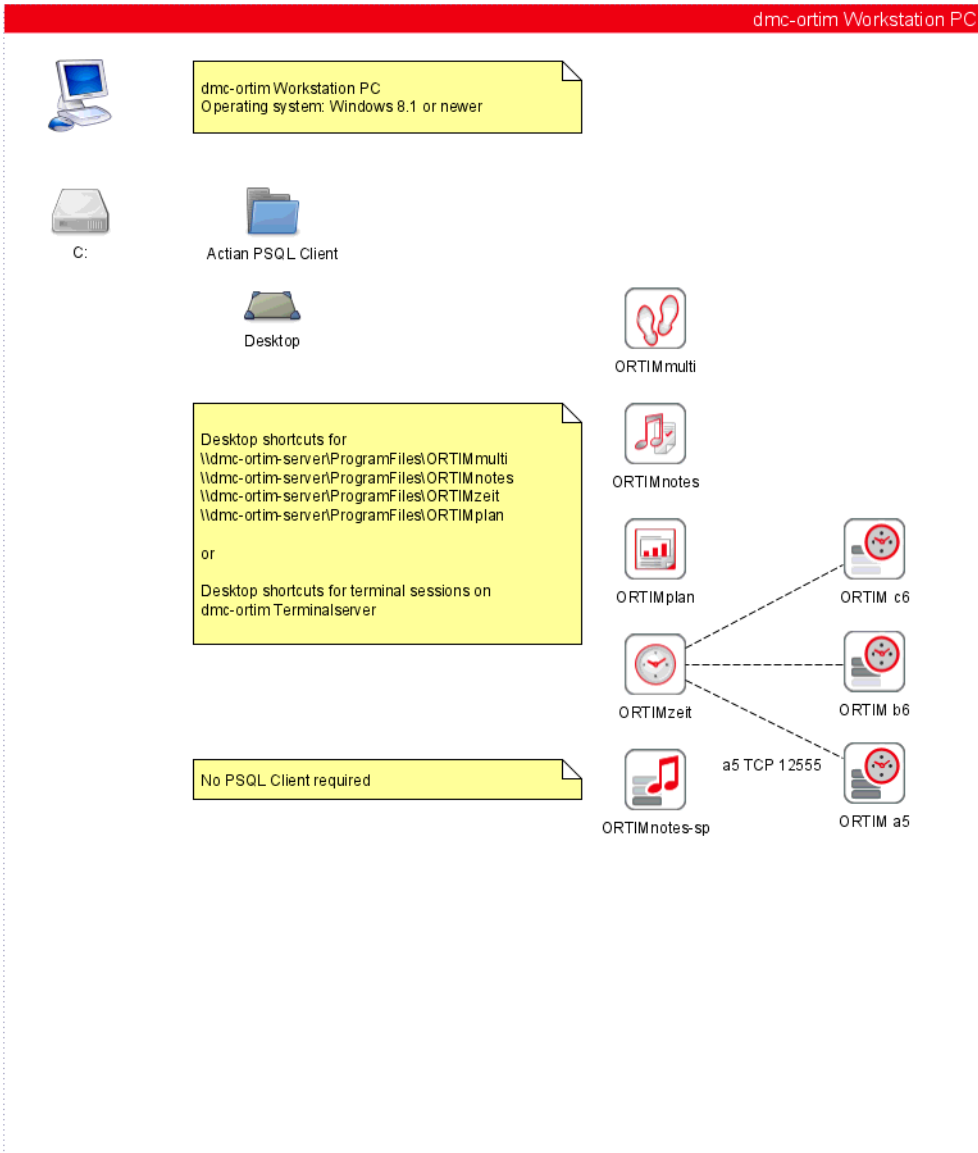 dmc-ortim Workstation PC
dmc-ortim Workstation PC
Operating system: Windows 8.1 or newer
C:
Actian PSQL Client
Desktop
ORTIMmulti
Desktop shortcuts for
\\dmc-ortim-server\ProgramFiles\ORTIMmulti
\\dmc-ortim-server\ProgramFiles\ORTIMnotes
\\dmc-ortim-server\ProgramFiles\ORTIMzeit
\\dmc-ortim-server\ProgramFiles\ORTIMplan
or
Desktop shortcuts for terminal sessions on
dmc-ortim Terminalserver
ORTIMnotes
ORTIMplan
ORTIM c6
ORTIMzeit
ORTIM b6
No PSQL Client required
a5 TCP 12555
ORTIMnotes-sp
ORTIM a5